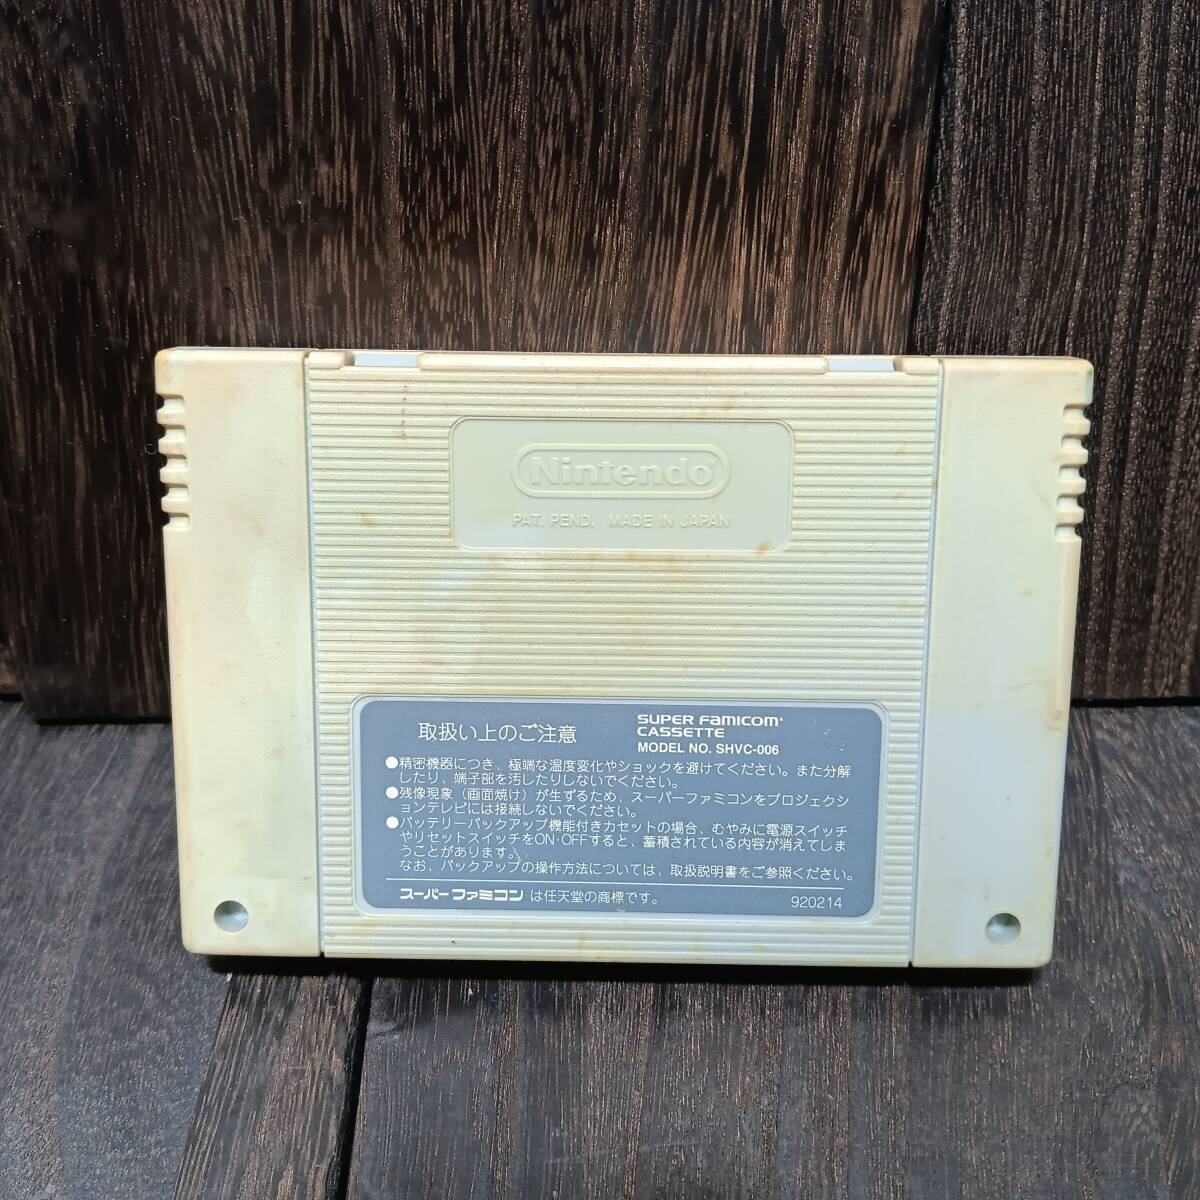 Nintendo®
PAT. PEND. MADE IN JAPAN
取扱い上のご注意
SUPER FAMICOM
CASSETTE
MODEL NO. SHVC-006
●精密機器につき、極端な温度変化やショックを避けてください。また分解
したり、端子部を汚したりしないでください。
●残像現象（画面焼け）が生ずるため、スーパーファミコンをプロジェクシ
ョンテレビには接続しないでください。
●バッテリーバックアップ機能付きカセットの場合、むやみに電源スイッチ
やリセットスイッチをON・OFFすると、蓄積されている内容が消えてしま
うことがあります。
なお、バックアップの操作方法については、取扱説明書をご参照ください。
スーパーファミコン は任天堂の商標です。
920214